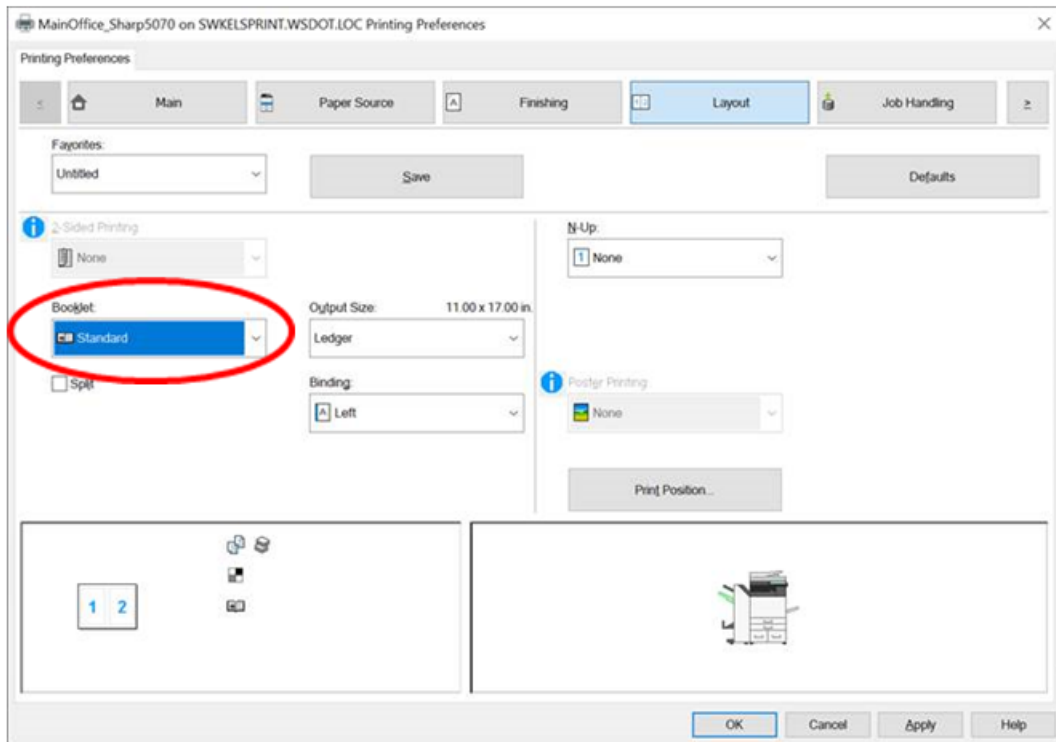 MainOffice_Sharp5070 on SWKELSPRINT.WSDOT.LOC Printing Preferences
Printing Preferences
< Main Paper Source A Finishing Layout Job Handling >
Favorites:
Untitled Save Defaults
2-Sided Printing
None
N-Up:
1 None
Booklet:
Standard
Output Size: 11.00 x 17.00 in.
Ledger
Split
Binding:
A Left
Poster Printing:
None
Print Position...
1 2
OK Cancel Apply Help